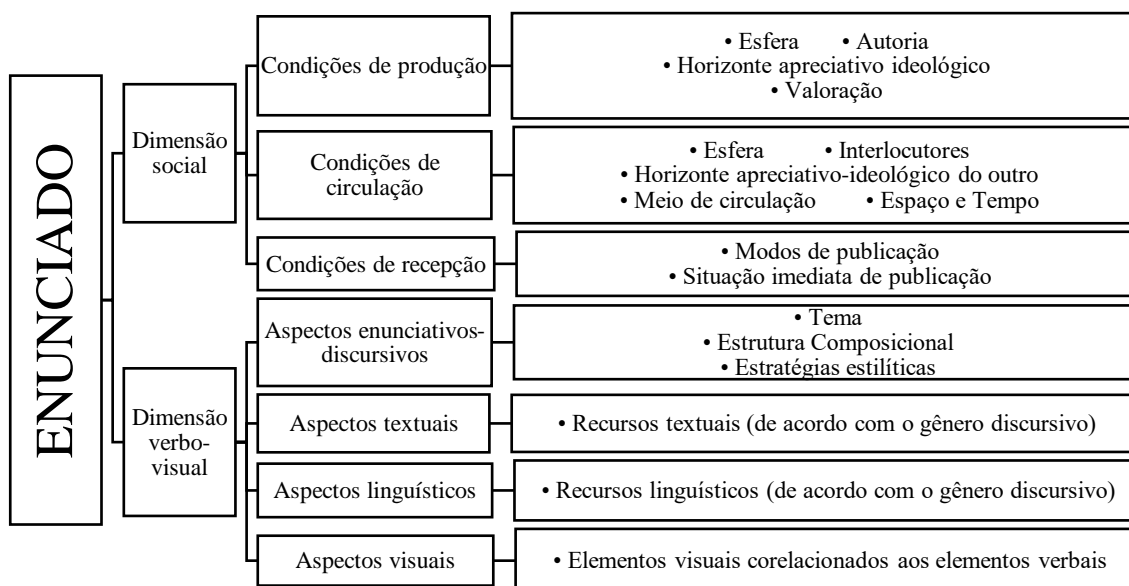 ENUNCIADO
Dimensão
social
Condições de produção
• Esfera • Autoria
• Horizonte apreciativo ideológico
• Valoração
Condições de
circulação
• Esfera • Interlocutores
• Horizonte apreciativo-ideológico do outro
• Meio de circulação • Espaço e Tempo
Condições de recepção
• Modos de publicação
• Situação imediata de publicação
Dimensão
verbo-
visual
Aspectos enunciativos-
discursivos
• Tema
• Estrutura Composicional
• Estratégias estilíticas
Aspectos textuais
• Recursos textuais (de acordo com o gênero discursivo)
Aspectos linguísticos
• Recursos linguísticos (de acordo com o gênero discursivo)
Aspectos visuais
• Elementos visuais corelacionados aos elementos verbais